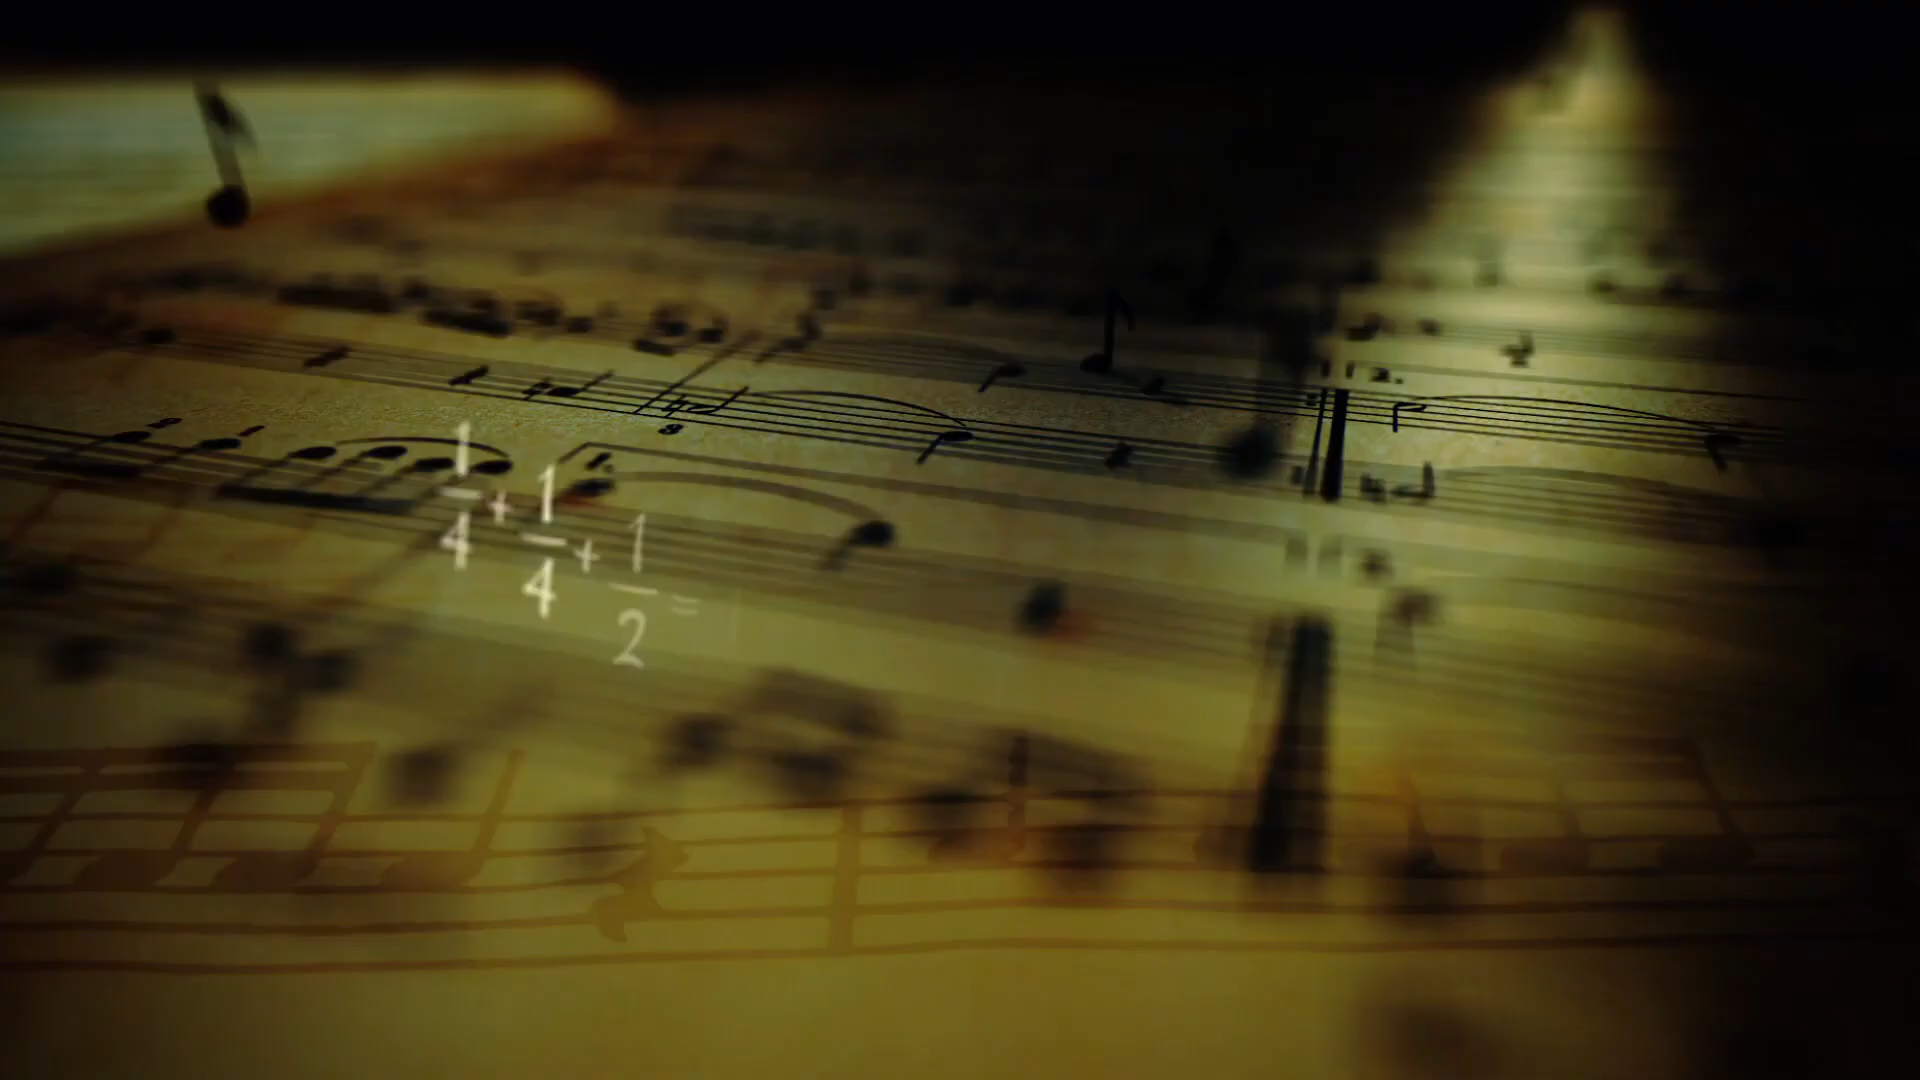 1/4 + 1/4 + 1/2 =